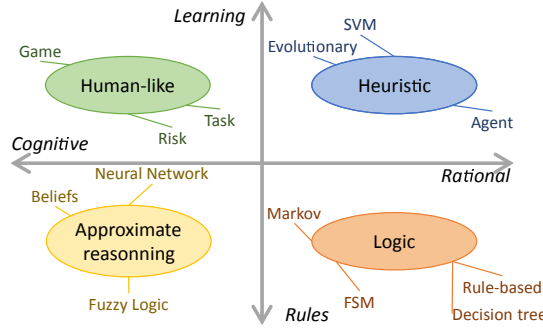 Learning
SVM
Game
Evolutionary
Human-like
Heuristic
Task
Agent
Risk
Cognitive
Rational
Neural Network
Beliefs
Markov
Approximate
reasonning
Logic
Rule-based
Fuzzy Logic
FSM
Decision tree
Rules